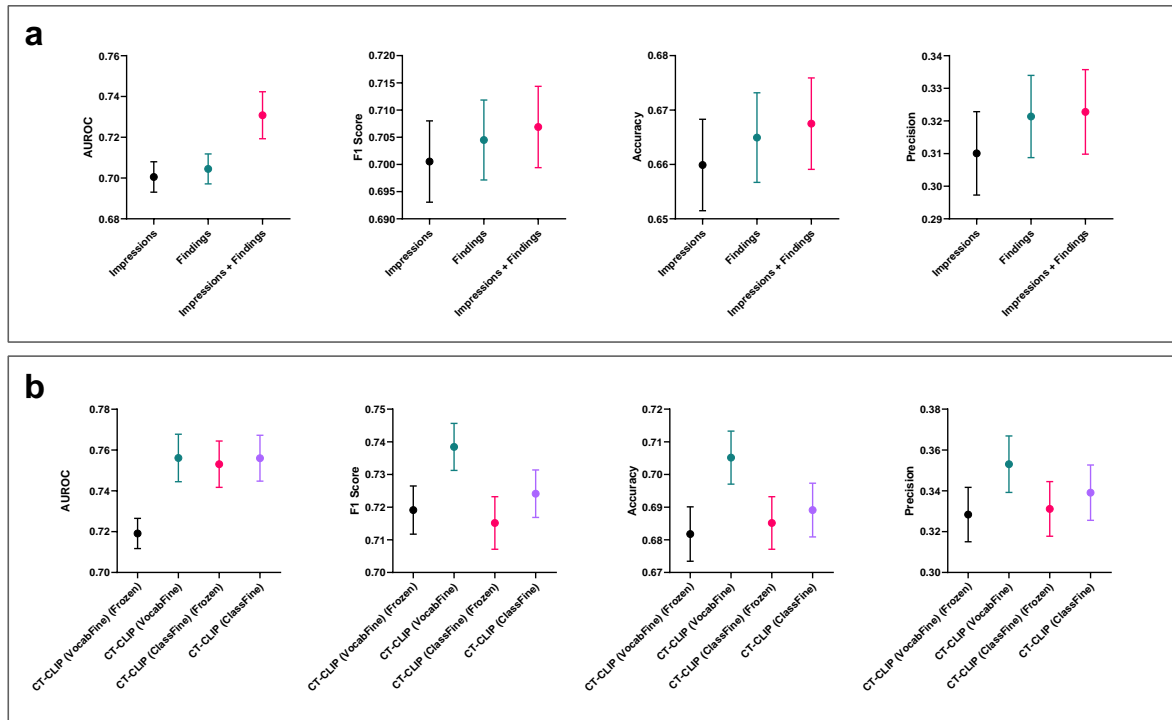 a
AUROC
0.76
0.74
0.72
0.70
0.68
Impressions
Findings
Impressions + Findings
F1 Score
0.720
0.715
0.710
0.705
0.700
0.695
0.690
Impressions
Findings
Impressions + Findings
Accuracy
0.68
0.67
0.66
0.65
Impressions
Findings
Impressions + Findings
Precision
0.34
0.33
0.32
0.31
0.30
0.29
Impressions
Findings
Impressions + Findings
b
AUROC
0.78
0.76
0.74
0.72
0.70
CT-CLIP (VocabFine) (Frozen)
CT-CLIP (VocabFine)
CT-CLIP (ClassFine) (Frozen)
CT-CLIP (ClassFine)
F1 Score
0.75
0.74
0.73
0.72
0.71
0.70
CT-CLIP (VocabFine) (Frozen)
CT-CLIP (VocabFine)
CT-CLIP (ClassFine) (Frozen)
CT-CLIP (ClassFine)
Accuracy
0.72
0.71
0.70
0.69
0.68
0.67
CT-CLIP (VocabFine) (Frozen)
CT-CLIP (VocabFine)
CT-CLIP (ClassFine) (Frozen)
CT-CLIP (ClassFine)
Precision
0.38
0.36
0.34
0.32
0.30
CT-CLIP (VocabFine) (Frozen)
CT-CLIP (VocabFine)
CT-CLIP (ClassFine) (Frozen)
CT-CLIP (ClassFine)